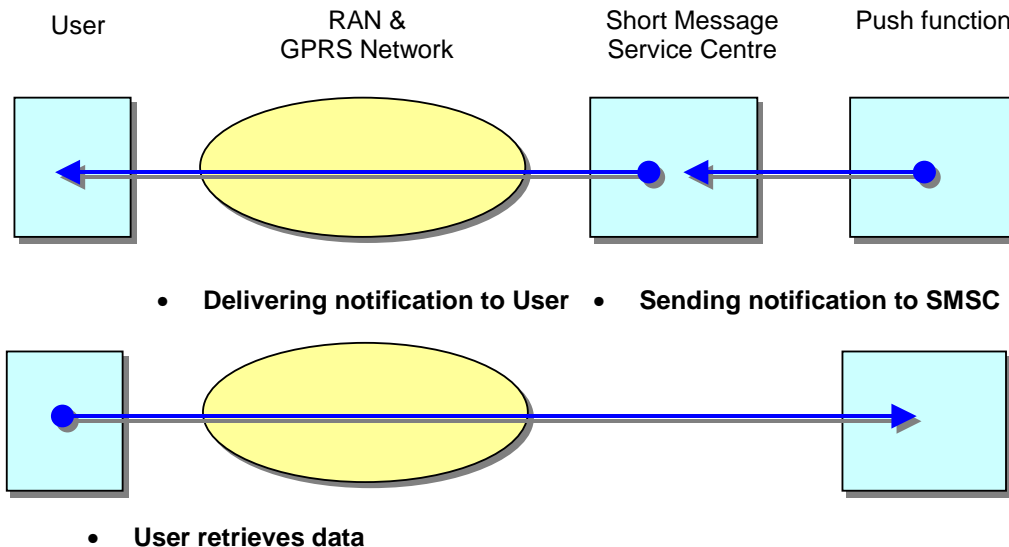 User
RAN &
GPRS Network
Short Message
Service Centre
Push function
• Delivering notification to User
• Sending notification to SMSC
• User retrieves data